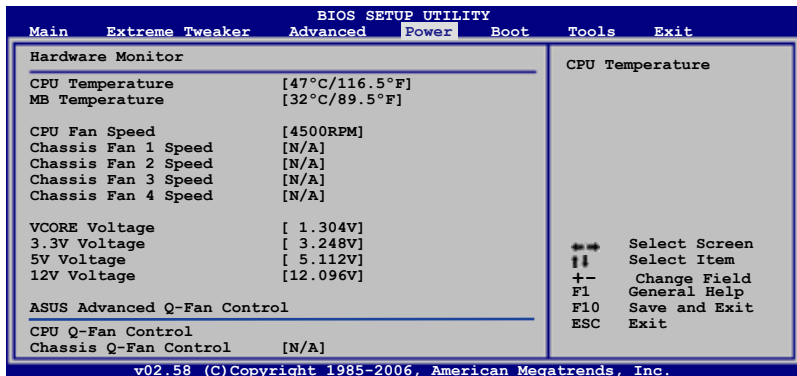 BIOS SETUP UTILITY
Main Extreme Tweaker Advanced Power Boot Tools Exit
Hardware Monitor
CPU Temperature [47°C/116.5°F]
MB Temperature [32°C/89.5°F]
CPU Fan Speed [4500RPM]
Chassis Fan 1 Speed [N/A]
Chassis Fan 2 Speed [N/A]
Chassis Fan 3 Speed [N/A]
Chassis Fan 4 Speed [N/A]
VCORE Voltage [ 1.304V]
3.3V Voltage [ 3.248V]
5V Voltage [ 5.112V]
12V Voltage [12.096V]
ASUS Advanced Q-Fan Control
CPU Q-Fan Control
Chassis Q-Fan Control [N/A]
CPU Temperature
←→ Select Screen
↑↓ Select Item
+- Change Field
F1 General Help
F10 Save and Exit
ESC Exit
v02.58 (C)Copyright 1985-2006, American Megatrends, Inc.